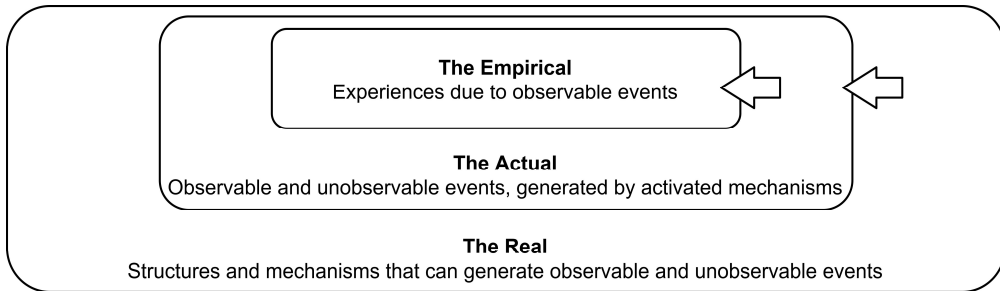 The Empirical
Experiences due to observable events
The Actual
Observable and unobservable events, generated by activated mechanisms
The Real
Structures and mechanisms that can generate observable and unobservable events